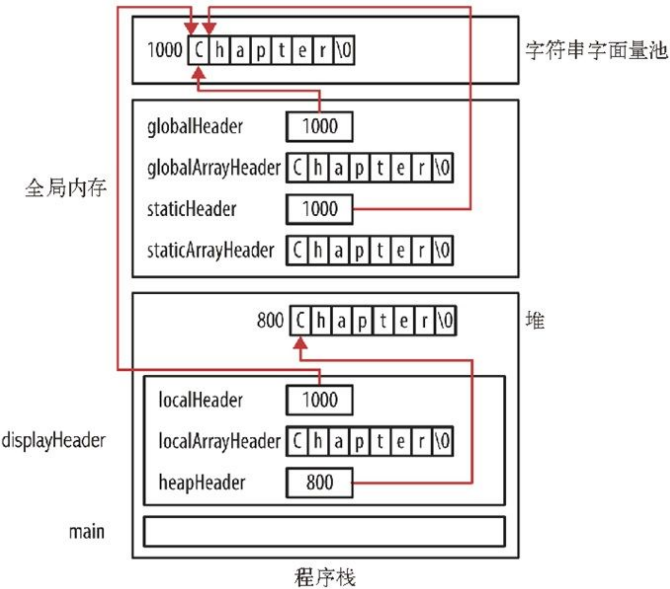 1000 C h a p t e r \0 字符串字面量池
globalHeader 1000
globalArrayHeader C h a p t e r \0
全局内存
staticHeader 1000
staticArrayHeader C h a p t e r \0
800 C h a p t e r \0 堆
localHeader 1000
displayHeader localArrayHeader C h a p t e r \0
heapHeader 800
main
程序栈